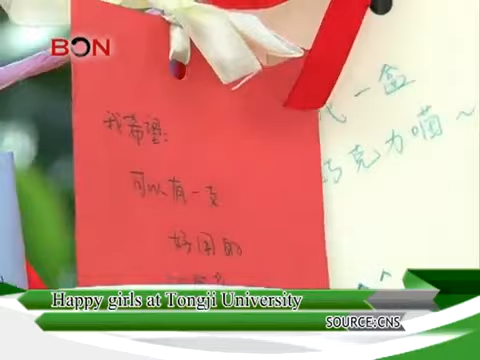 BON
我希望:
可以有一支
好用的
一盒
巧克力喵~
Happy girls at Tongji University
SOURCE:CNS